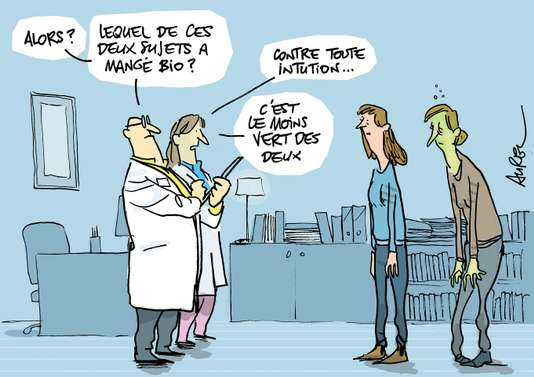 ALORS?
LEQUEL DE CES
DEUX SUJETS A
MANGÉ BIO?
CONTRE TOUTE
INTUTION...
C'EST
LE MOINS
VERT DES
DEUX
AUREL